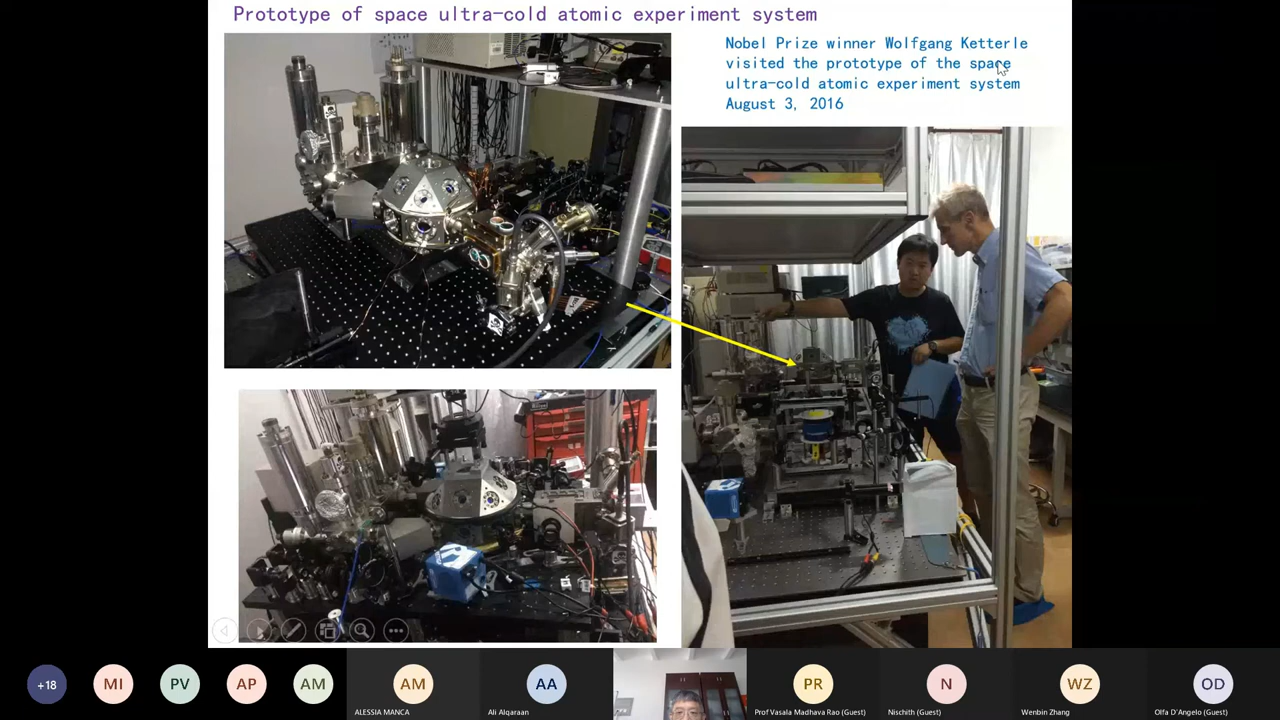 Prototype of space ultra-cold atomic experiment system
Nobel Prize winner Wolfgang Ketterle
visited the prototype of the space
ultra-cold atomic experiment system
August 3, 2016
+18
MI
PV
AP
AM
AM
AA
PR
N
WZ
OD
ALESSIA MANCA
Ali Alqaraan
Prof Vasala Madhava Rao (Guest)
Nischith (Guest)
Wenbin Zhang
Olfa D'Angelo (Guest)